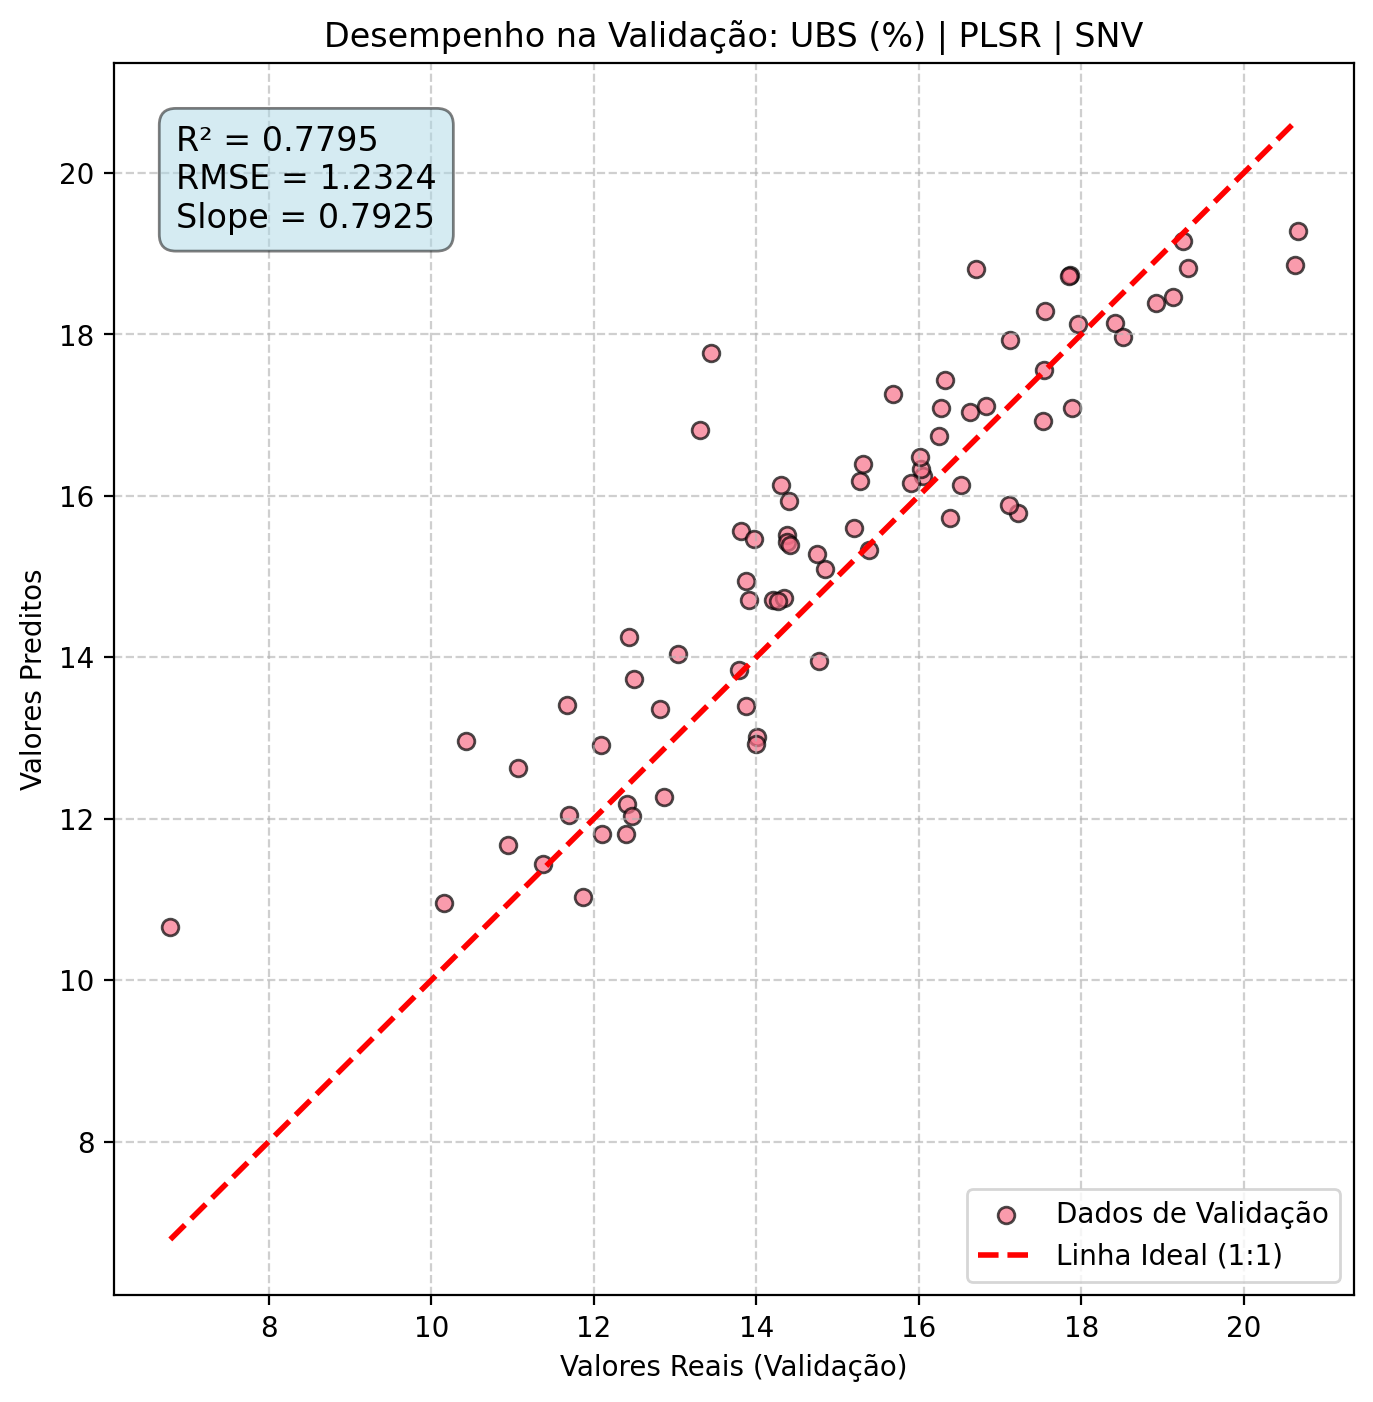 Desempenho na Validação: UBS (%) | PLSR | SNV
R² = 0.7795
RMSE = 1.2324
Slope = 0.7925
20
18
16
14
12
10
8
Valores Preditos
Dados de Validação
Linha Ideal (1:1)
8 10 12 14 16 18 20
Valores Reais (Validação)